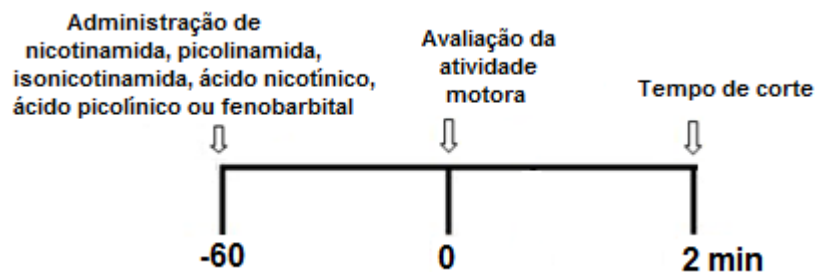 Administração de
nicotinamida, picolinamida,
isonicotinamida, ácido nicotínico,
ácido picolínico ou fenobarbital
Avaliação da
atividade
motora
Tempo de corte
-60
0
2 min